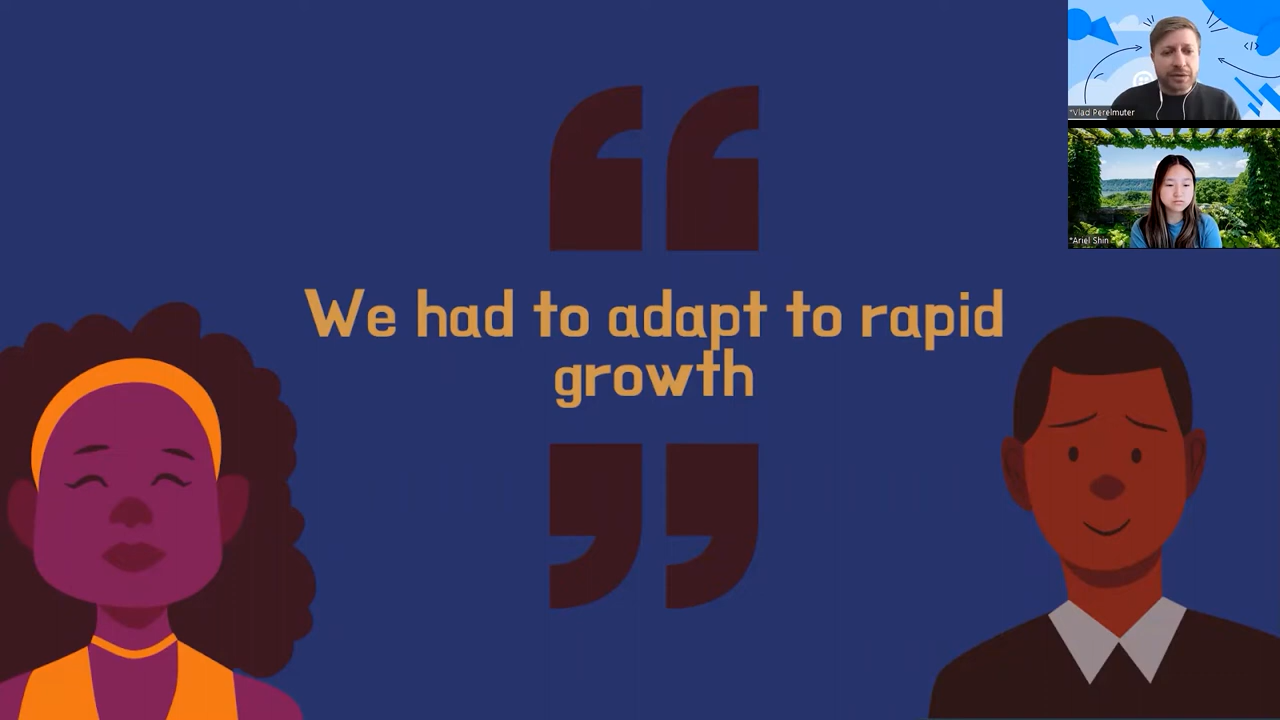 We had to adapt to rapid
growth
*Vlad Perelmuter
*Ariel Shin